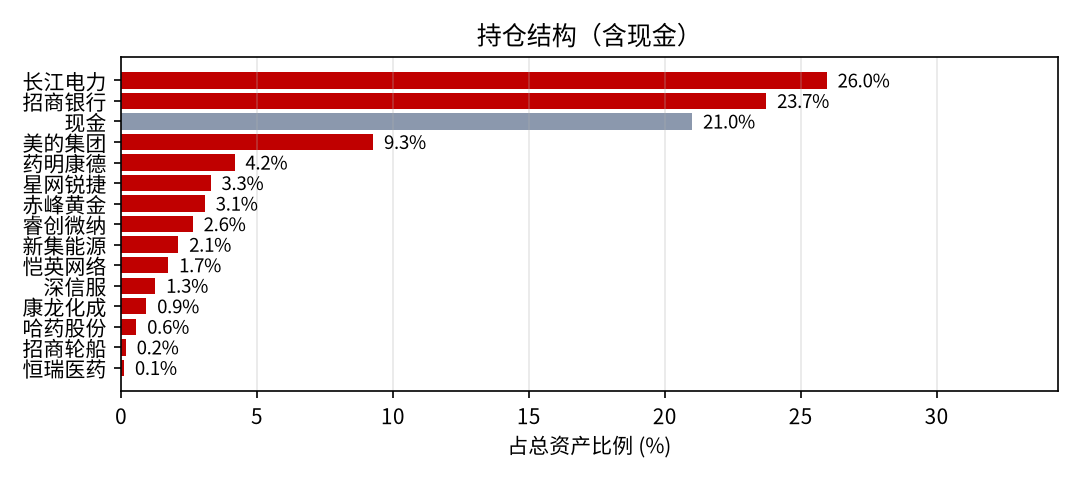 持仓结构（含现金）
长江电力 26.0%
招商银行 23.7%
现金 21.0%
美的集团 9.3%
药明康德 4.2%
星网锐捷 3.3%
赤峰黄金 3.1%
睿创微纳 2.6%
新集能源 2.1%
恺英网络 1.7%
深信服 1.3%
康龙化成 0.9%
哈药股份 0.6%
招商轮船 0.2%
恒瑞医药 0.1%
0 5 10 15 20 25 30
占总资产比例 (%)